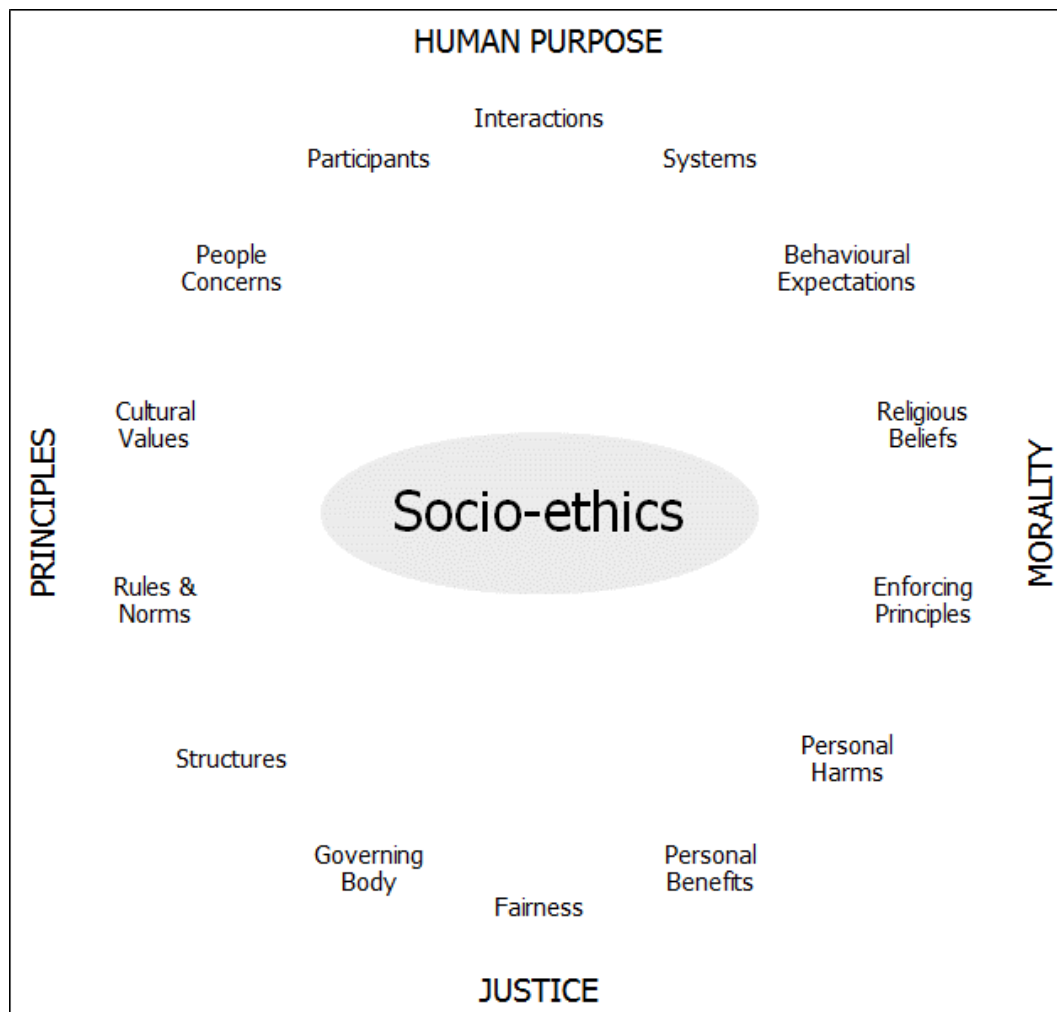 HUMAN PURPOSE
Interactions
Participants
Systems
People
Concerns
Behavioural
Expectations
Cultural
Values
Religious
Beliefs
PRINCIPLES
Socio-ethics
MORALITY
Rules &
Norms
Enforcing
Principles
Structures
Personal
Harms
Governing
Body
Personal
Benefits
Fairness
JUSTICE